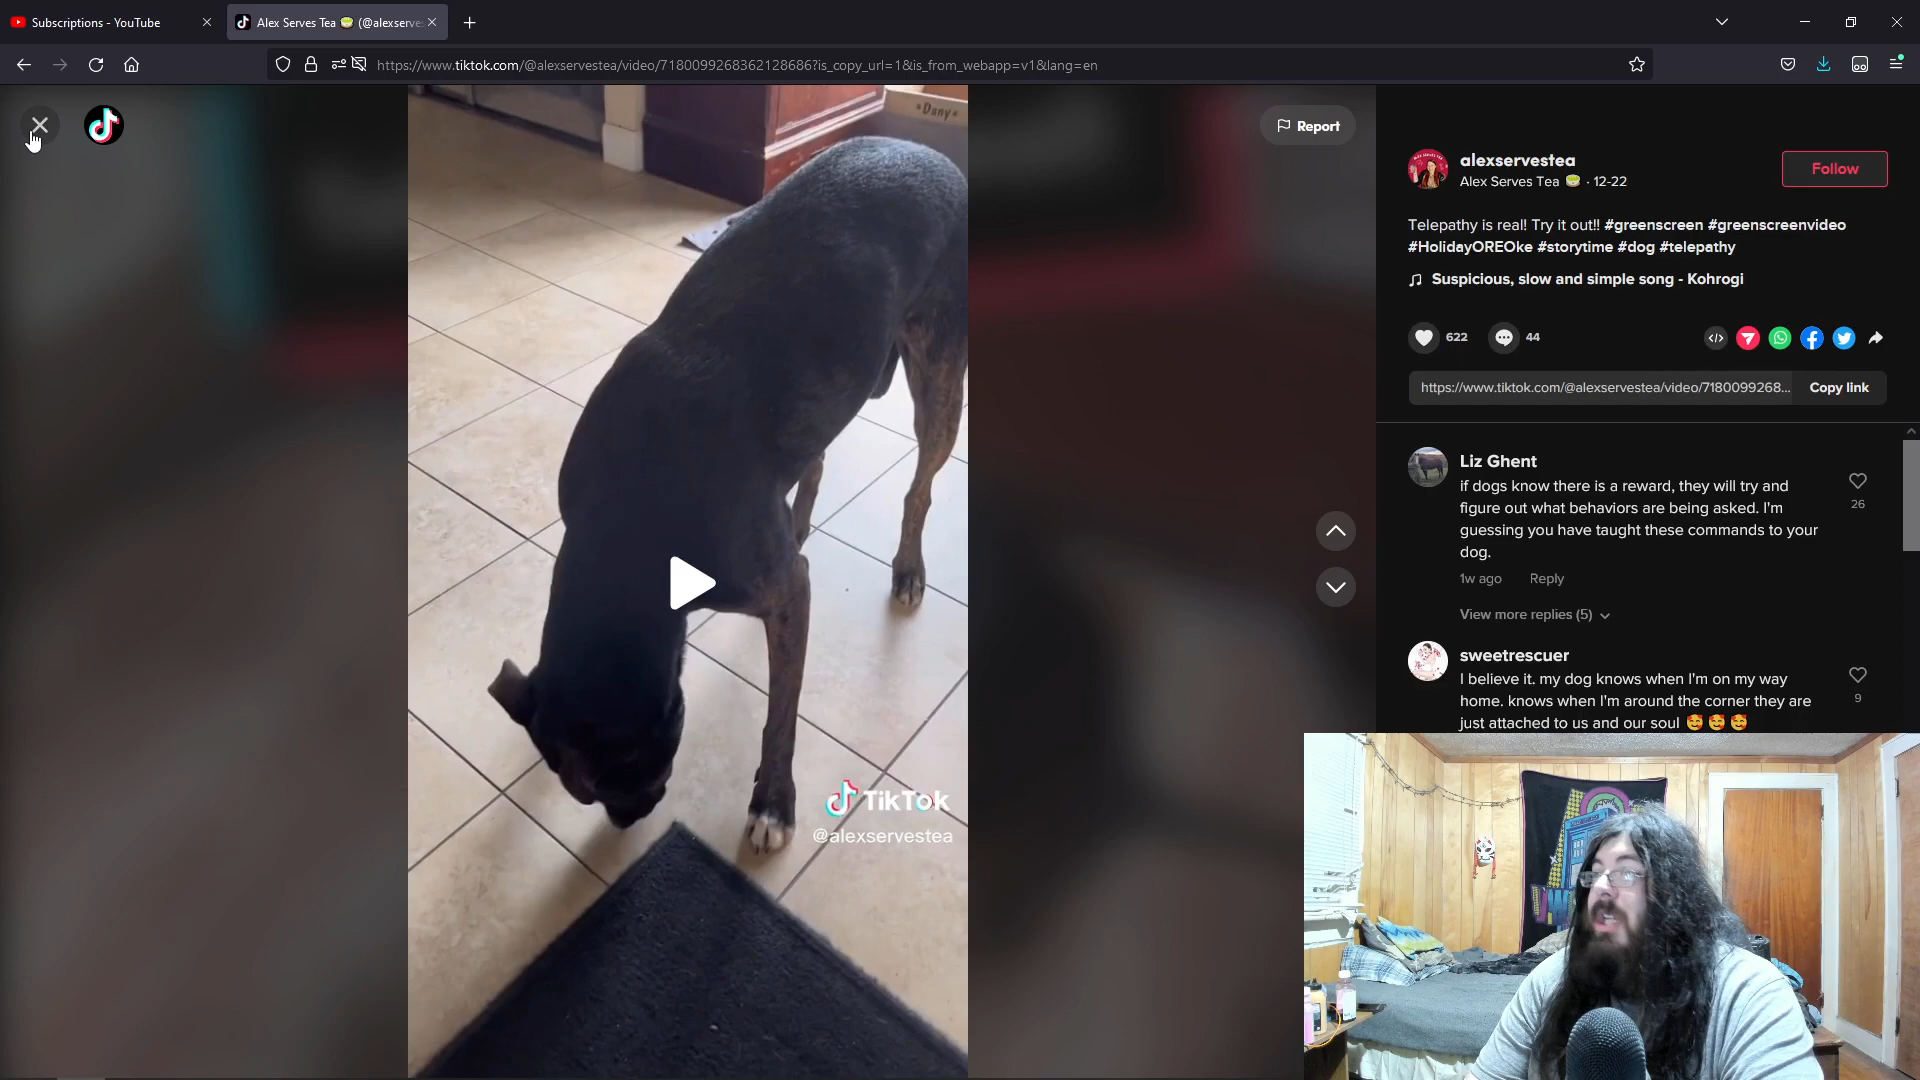 Subscriptions - YouTube
Alex Serves Tea 🍵 (@alexserve
https://www.tiktok.com/@alexservestea/video/7180099268362128686?is_copy_url=1&is_from_webapp=v1&lang=en
Dany
Report
alexservestea
Alex Serves Tea 🍵 · 12-22
Follow
Telepathy is real! Try it out!! #greenscreen #greenscreenvideo
#HolidayOREOke #storytime #dog #telepathy
Suspicious, slow and simple song - Kohrogi
622
44
https://www.tiktok.com/@alexservestea/video/7180099268...
Copy link
Liz Ghent
if dogs know there is a reward, they will try and
figure out what behaviors are being asked. I'm
guessing you have taught these commands to your
dog.
26
1w ago
Reply
View more replies (5)
sweetrescuer
I believe it. my dog knows when I'm on my way
home. knows when I'm around the corner they are
just attached to us and our soul 🥰 🥰 🥰
9
TikTok
@alexservestea